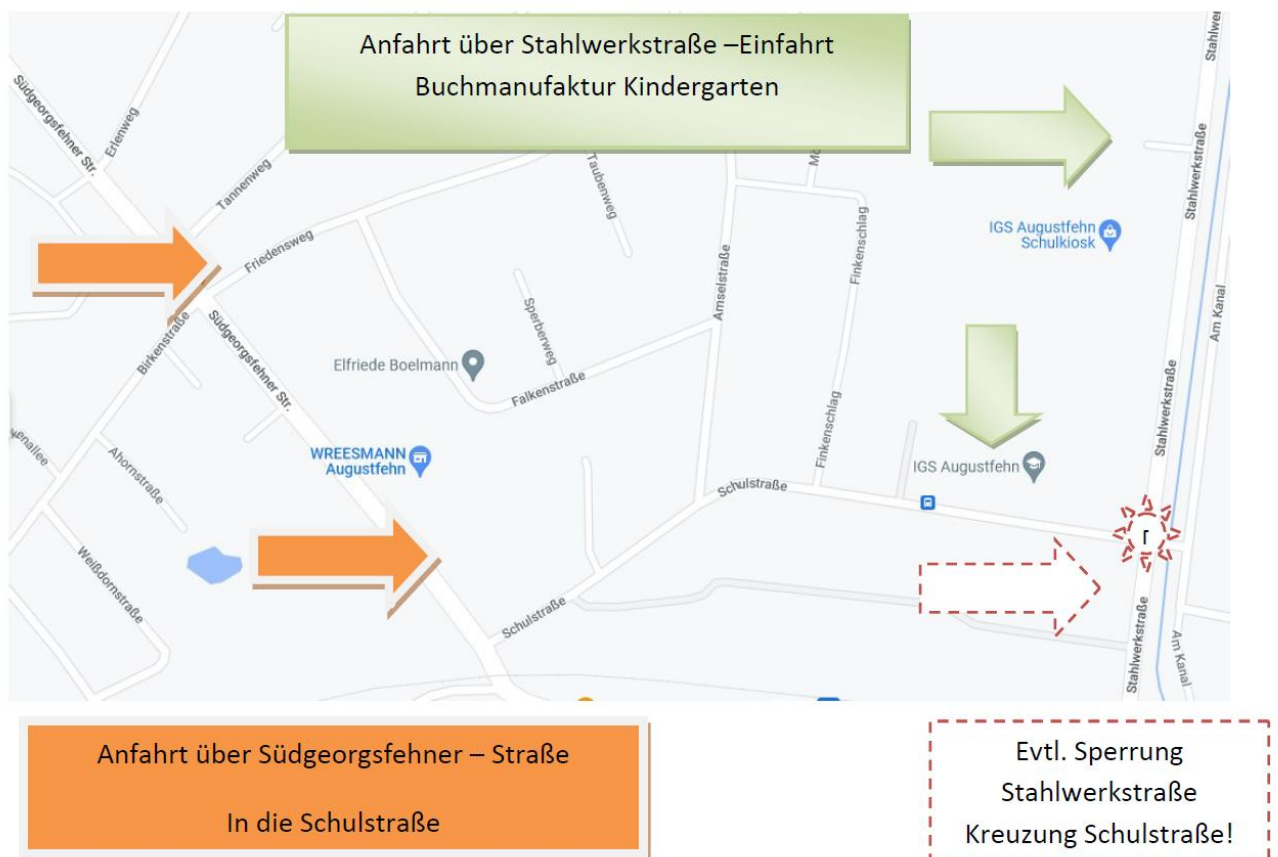 Anfahrt über Stahlwerkstraße –Einfahrt
Buchmanufaktur Kindergarten
Südgeorgsfehner Str.
Erlenweg
Tannenweg
Friedensweg
Taubenweg
Stahlwer
Stahlwerkstraße
IGS Augustfehn
Schulkiosk
Finkenschlag
Amselstraße
Am Kanal
Birkenstraße
Südgeorgsfehner Str.
Sperberweg
Elfriede Boelmann
Falkenstraße
Stahlwerkstraße
Finkenschlag
Ahornstraße
WREESMANN
Augustfehn
IGS Augustfehn
Schulstraße
Weißdornstraße
Schulstraße
Stahlwerkstraße
Am Kanal
Anfahrt über Südgeorgsfehner – Straße
In die Schulstraße
Evtl. Sperrung
Stahlwerkstraße
Kreuzung Schulstraße!